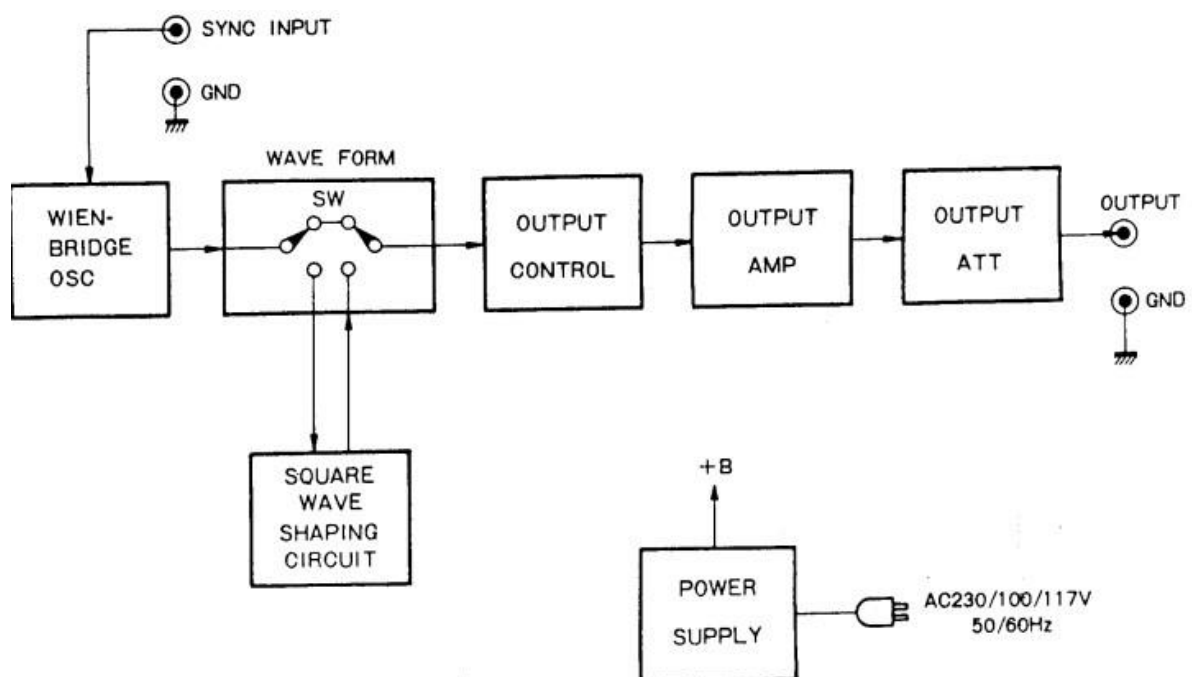 SYNC INPUT
GND
WAVE FORM
SW
WIEN-
BRIDGE
OSC
OUTPUT
CONTROL
OUTPUT
AMP
OUTPUT
ATT
OUTPUT
GND
SQUARE
WAVE
SHAPING
CIRCUIT
+B
POWER
SUPPLY
AC230/100/117V
50/60Hz